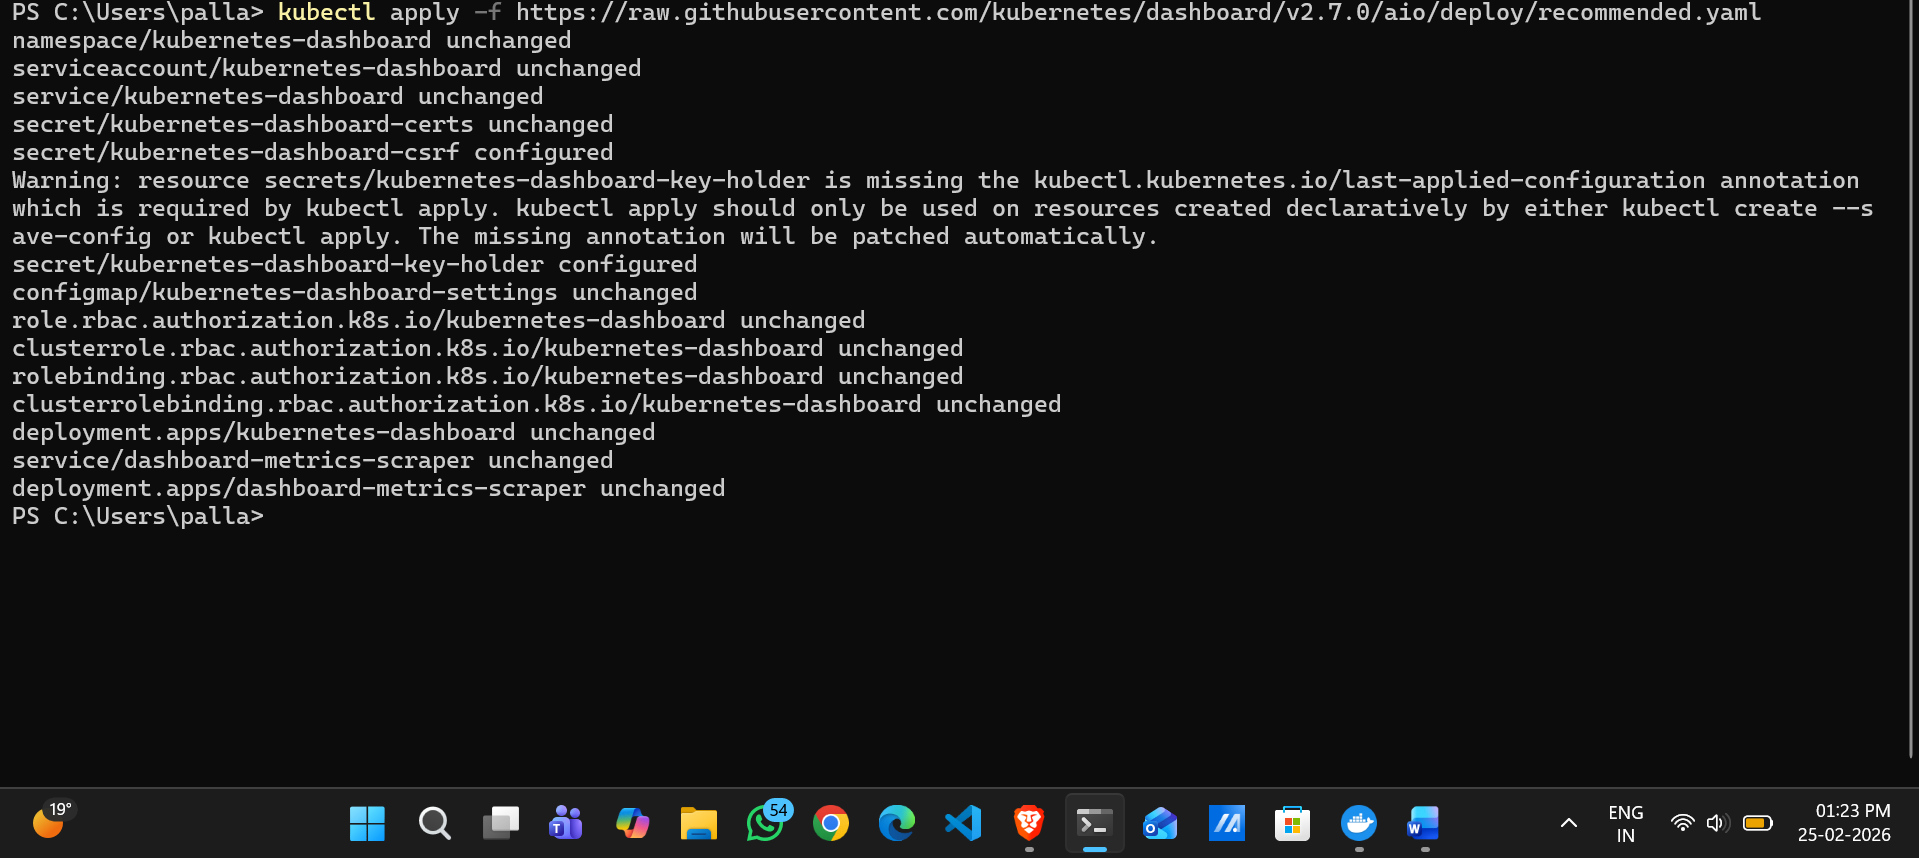 PS C:\Users\palla> kubectl apply -f https://raw.githubusercontent.com/kubernetes/dashboard/v2.7.0/aio/deploy/recommended.yaml
namespace/kubernetes-dashboard unchanged
serviceaccount/kubernetes-dashboard unchanged
service/kubernetes-dashboard unchanged
secret/kubernetes-dashboard-certs unchanged
secret/kubernetes-dashboard-csrf configured
Warning: resource secrets/kubernetes-dashboard-key-holder is missing the kubectl.kubernetes.io/last-applied-configuration annotation
which is required by kubectl apply. kubectl apply should only be used on resources created declaratively by either kubectl create --s
ave-config or kubectl apply. The missing annotation will be patched automatically.
secret/kubernetes-dashboard-key-holder configured
configmap/kubernetes-dashboard-settings unchanged
role.rbac.authorization.k8s.io/kubernetes-dashboard unchanged
clusterrole.rbac.authorization.k8s.io/kubernetes-dashboard unchanged
rolebinding.rbac.authorization.k8s.io/kubernetes-dashboard unchanged
clusterrolebinding.rbac.authorization.k8s.io/kubernetes-dashboard unchanged
deployment.apps/kubernetes-dashboard unchanged
service/dashboard-metrics-scraper unchanged
deployment.apps/dashboard-metrics-scraper unchanged
PS C:\Users\palla>
19°
54
ENG
IN
01:23 PM
25-02-2026